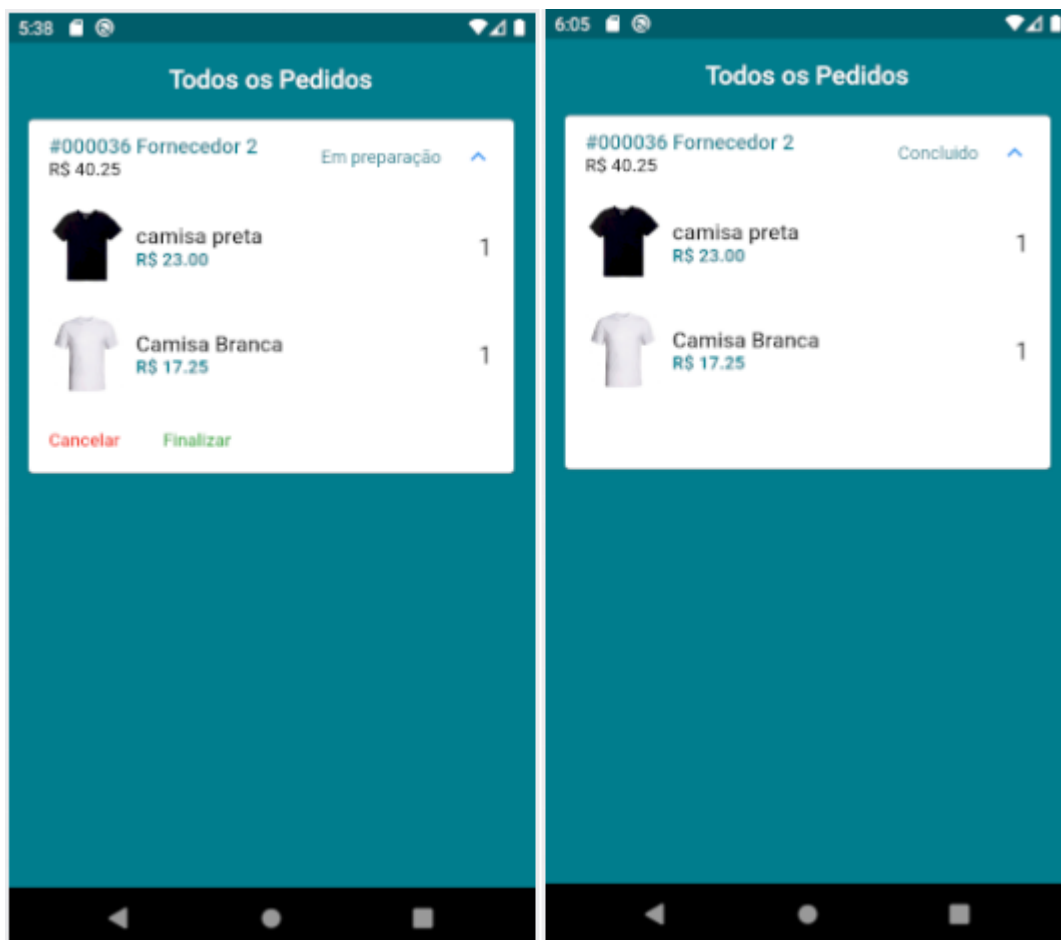 5:38
Todos os Pedidos
#000036 Fornecedor 2
R$ 40.25
Em preparação
camisa preta
R$ 23.00
1
Camisa Branca
R$ 17.25
1
Cancelar
Finalizar
6:05
Todos os Pedidos
#000036 Fornecedor 2
R$ 40.25
Concluido
camisa preta
R$ 23.00
1
Camisa Branca
R$ 17.25
1